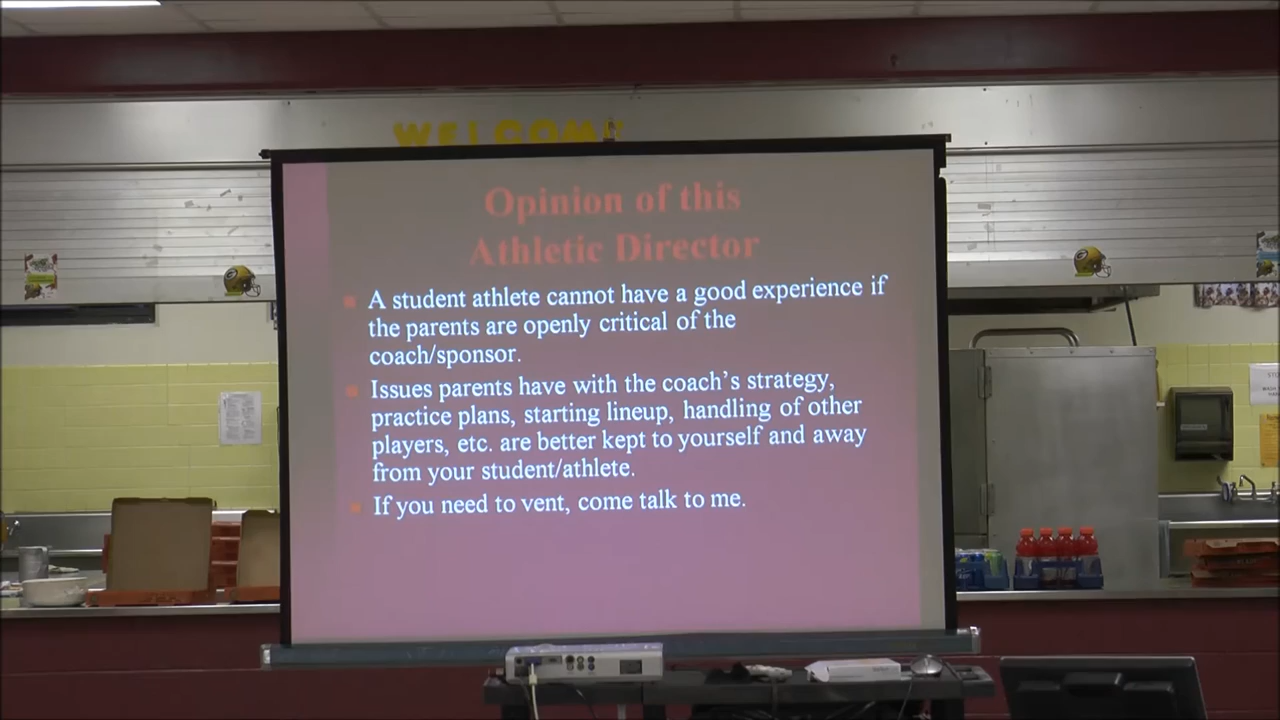 WELCOME
Opinion of this
Athletic Director
A student athlete cannot have a good experience if
the parents are openly critical of the
coach/sponsor.
Issues parents have with the coach's strategy,
practice plans, starting lineup, handling of other
players, etc. are better kept to yourself and away
from your student/athlete.
If you need to vent, come talk to me.